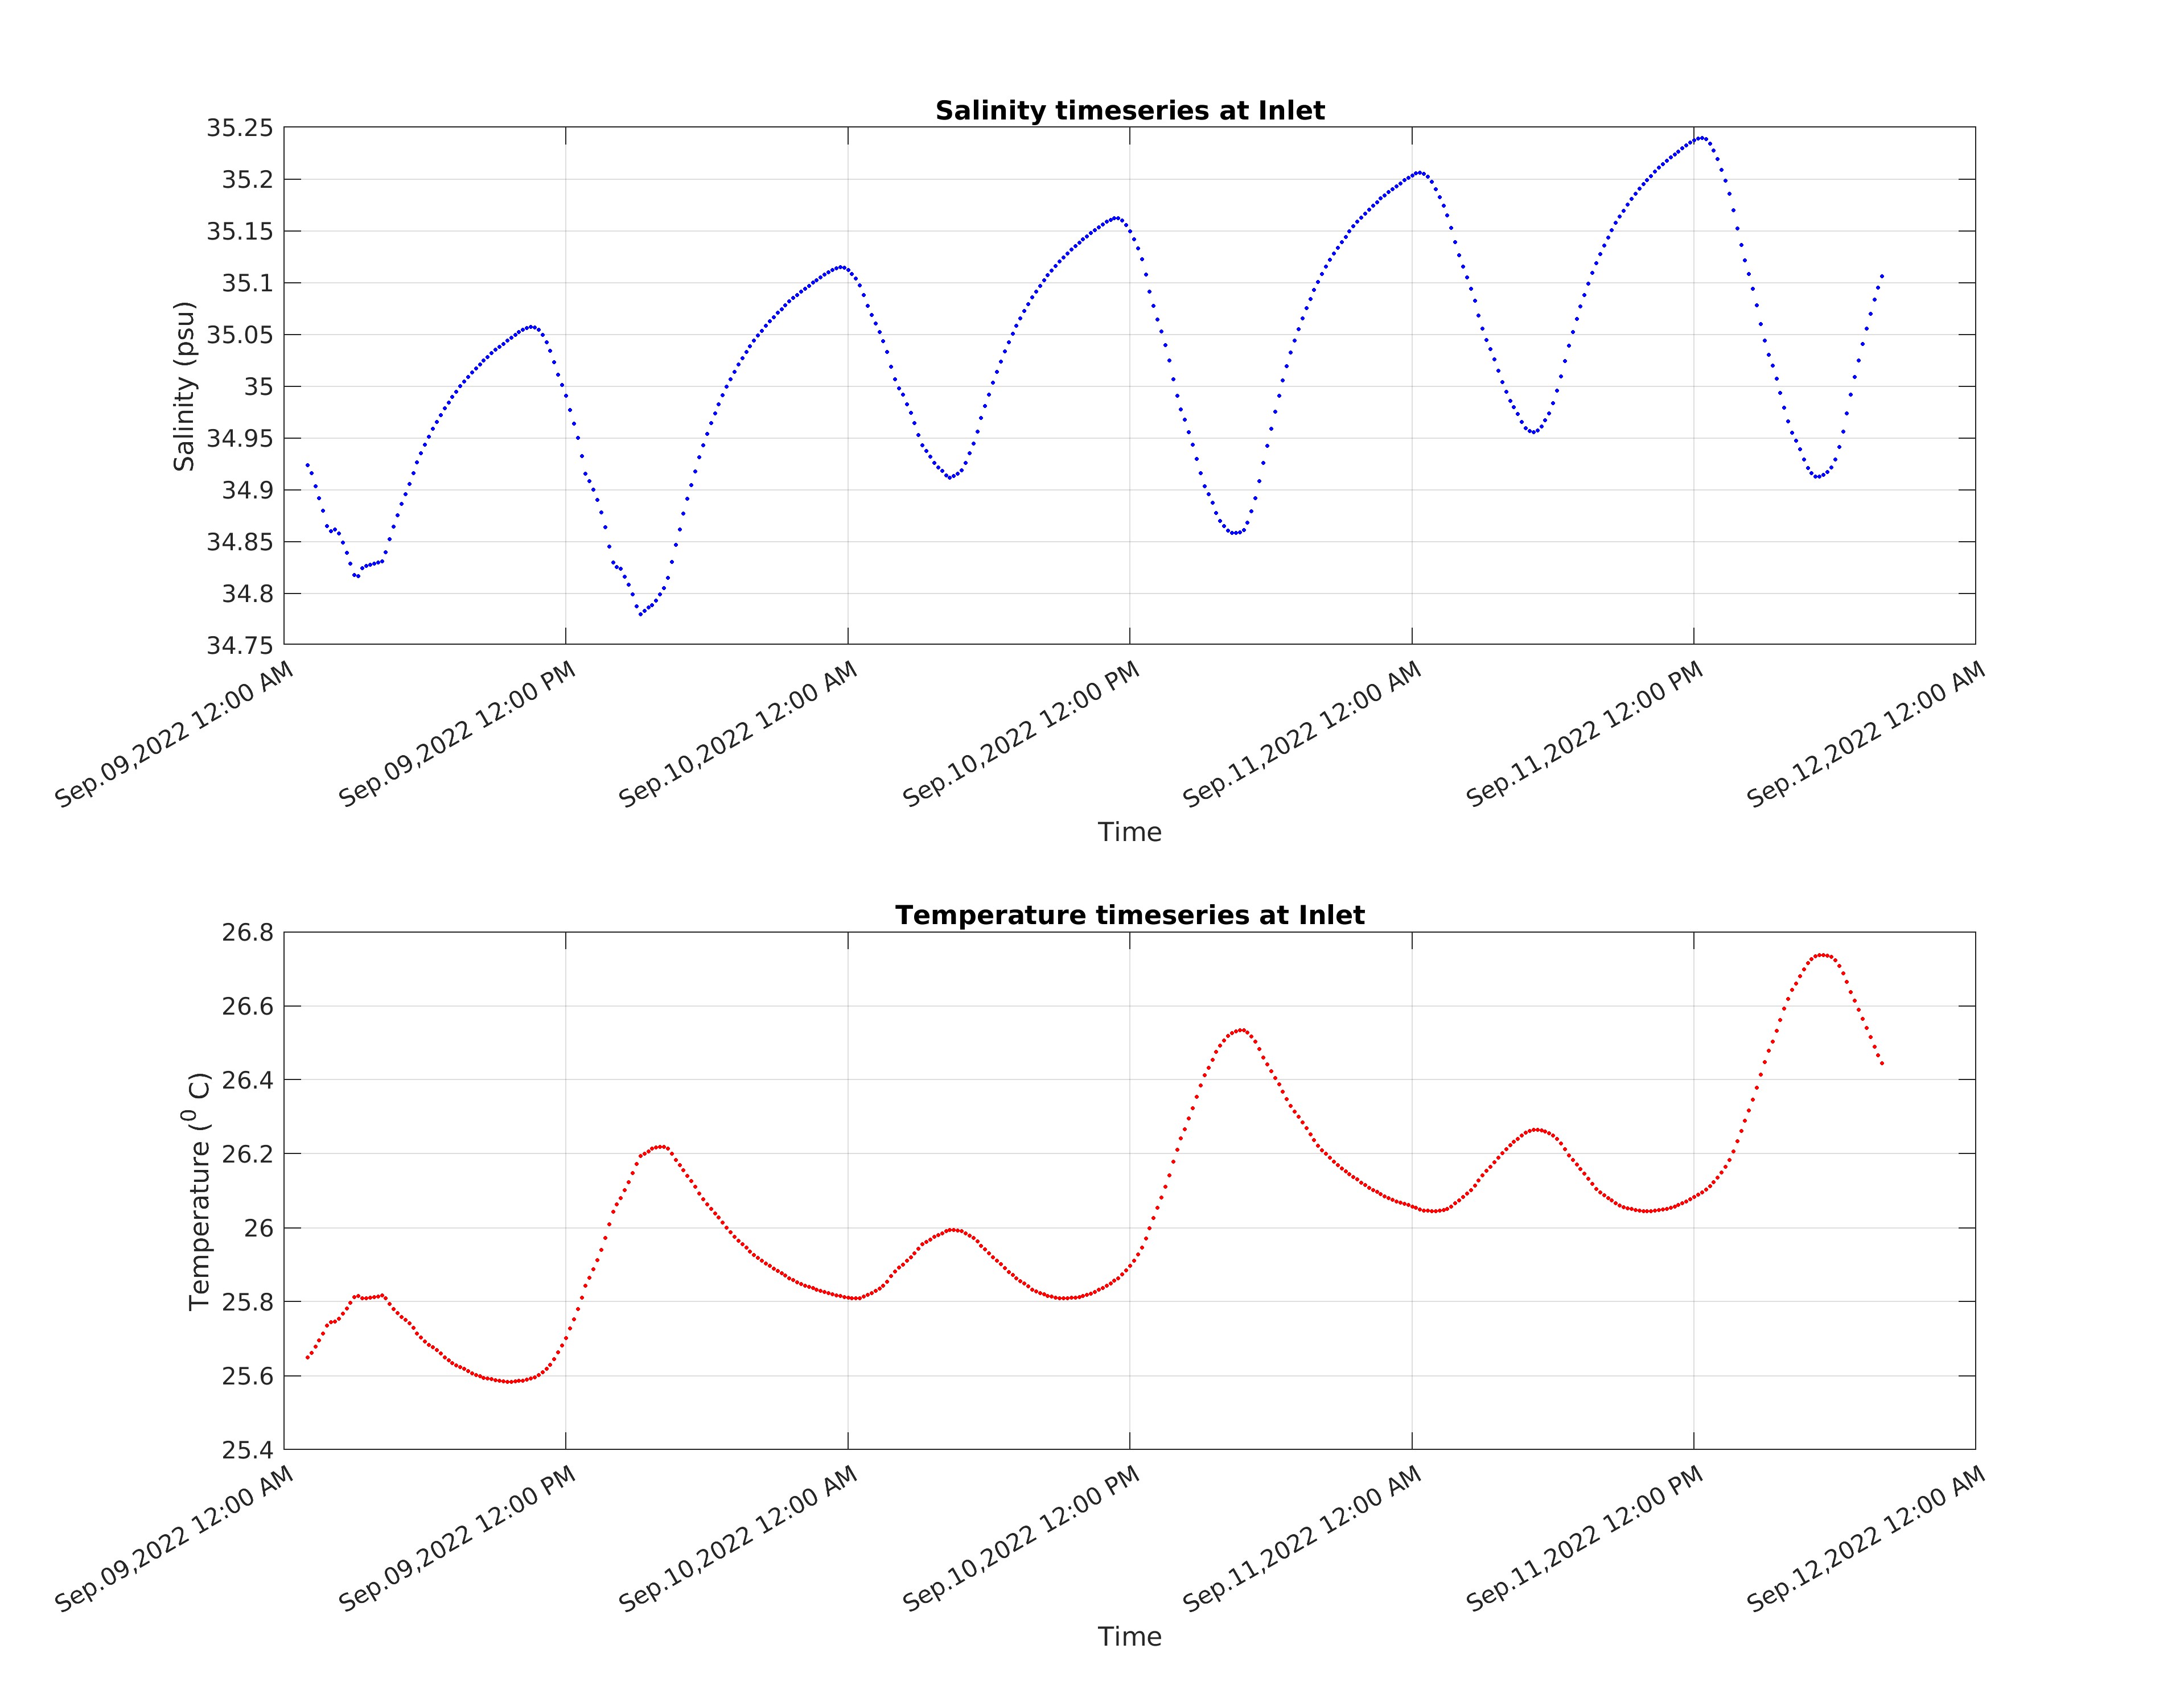 Salinity timeseries at Inlet
35.25
35.2
35.15
35.1
35.05
35
34.95
34.9
34.85
34.8
34.75
Salinity (psu)
Sep.09,2022 12:00 AM
Sep.09,2022 12:00 PM
Sep.10,2022 12:00 AM
Sep.10,2022 12:00 PM
Sep.11,2022 12:00 AM
Sep.11,2022 12:00 PM
Sep.12,2022 12:00 AM
Time
Temperature timeseries at Inlet
26.8
26.6
26.4
26.2
26
25.8
25.6
25.4
Temperature (⁰ C)
Sep.09,2022 12:00 AM
Sep.09,2022 12:00 PM
Sep.10,2022 12:00 AM
Sep.10,2022 12:00 PM
Sep.11,2022 12:00 AM
Sep.11,2022 12:00 PM
Sep.12,2022 12:00 AM
Time